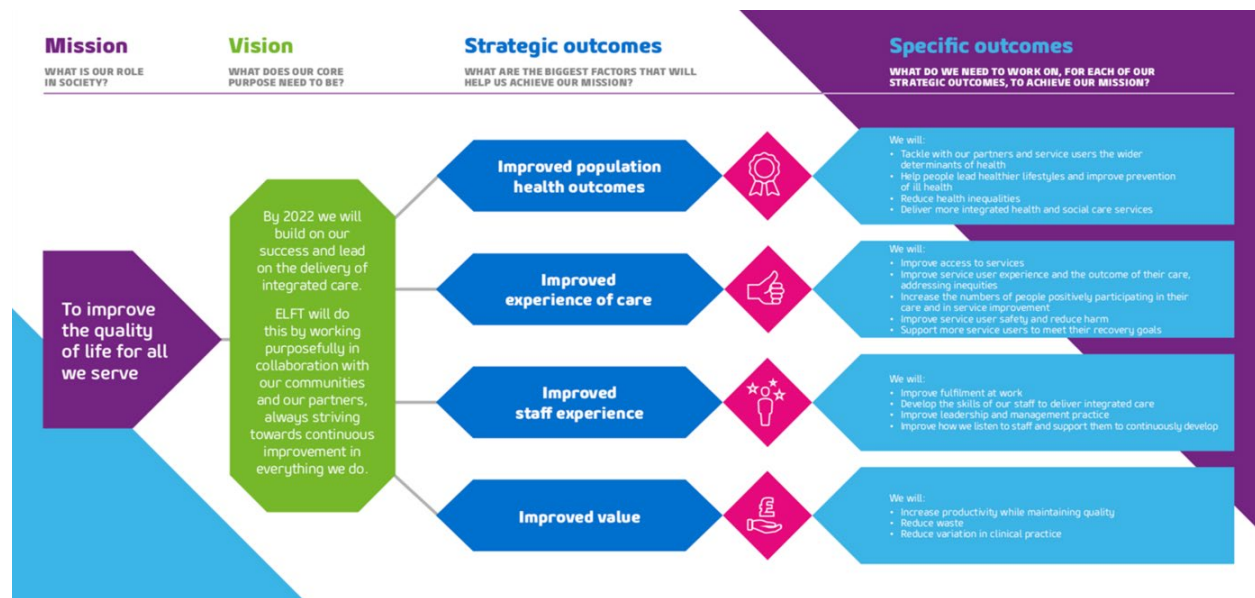 Mission
WHAT IS OUR ROLE
IN SOCIETY?
Vision
WHAT DOES OUR CORE
PURPOSE NEED TO BE?
Strategic outcomes
WHAT ARE THE BIGGEST FACTORS THAT WILL
HELP US ACHIEVE OUR MISSION?
Specific outcomes
WHAT DO WE NEED TO WORK ON, FOR EACH OF OUR
STRATEGIC OUTCOMES, TO ACHIEVE OUR MISSION?
To improve
the quality
of life for all
we serve
By 2022 we will
build on our
success and lead
on the delivery of
integrated care.
ELFT will do
this by working
purposefully in
collaboration with
our communities
and our partners,
always striving
towards continuous
improvement in
everything we do.
Improved population
health outcomes
We will:
• Tackle with our partners and service users the wider
determinants of health
• Help people lead healthier lifestyles and improve prevention
of ill health
• Reduce health inequalities
• Deliver more integrated health and social care services
Improved
experience of care
We will:
• Improve access to services
• Improve service user experience and the outcome of their care,
addressing inequities
• Increase the numbers of people positively participating in their
care and in service improvement
• Improve service user safety and reduce harm
• Support more service users to meet their recovery goals
Improved
staff experience
We will:
• Improve fulfilment at work
• Develop the skills of our staff to deliver integrated care
• Improve leadership and management practice
• Improve how we listen to staff and support them to continuously develop
Improved value
£
We will:
• Increase productivity while maintaining quality
• Reduce waste
• Reduce variation in clinical practice